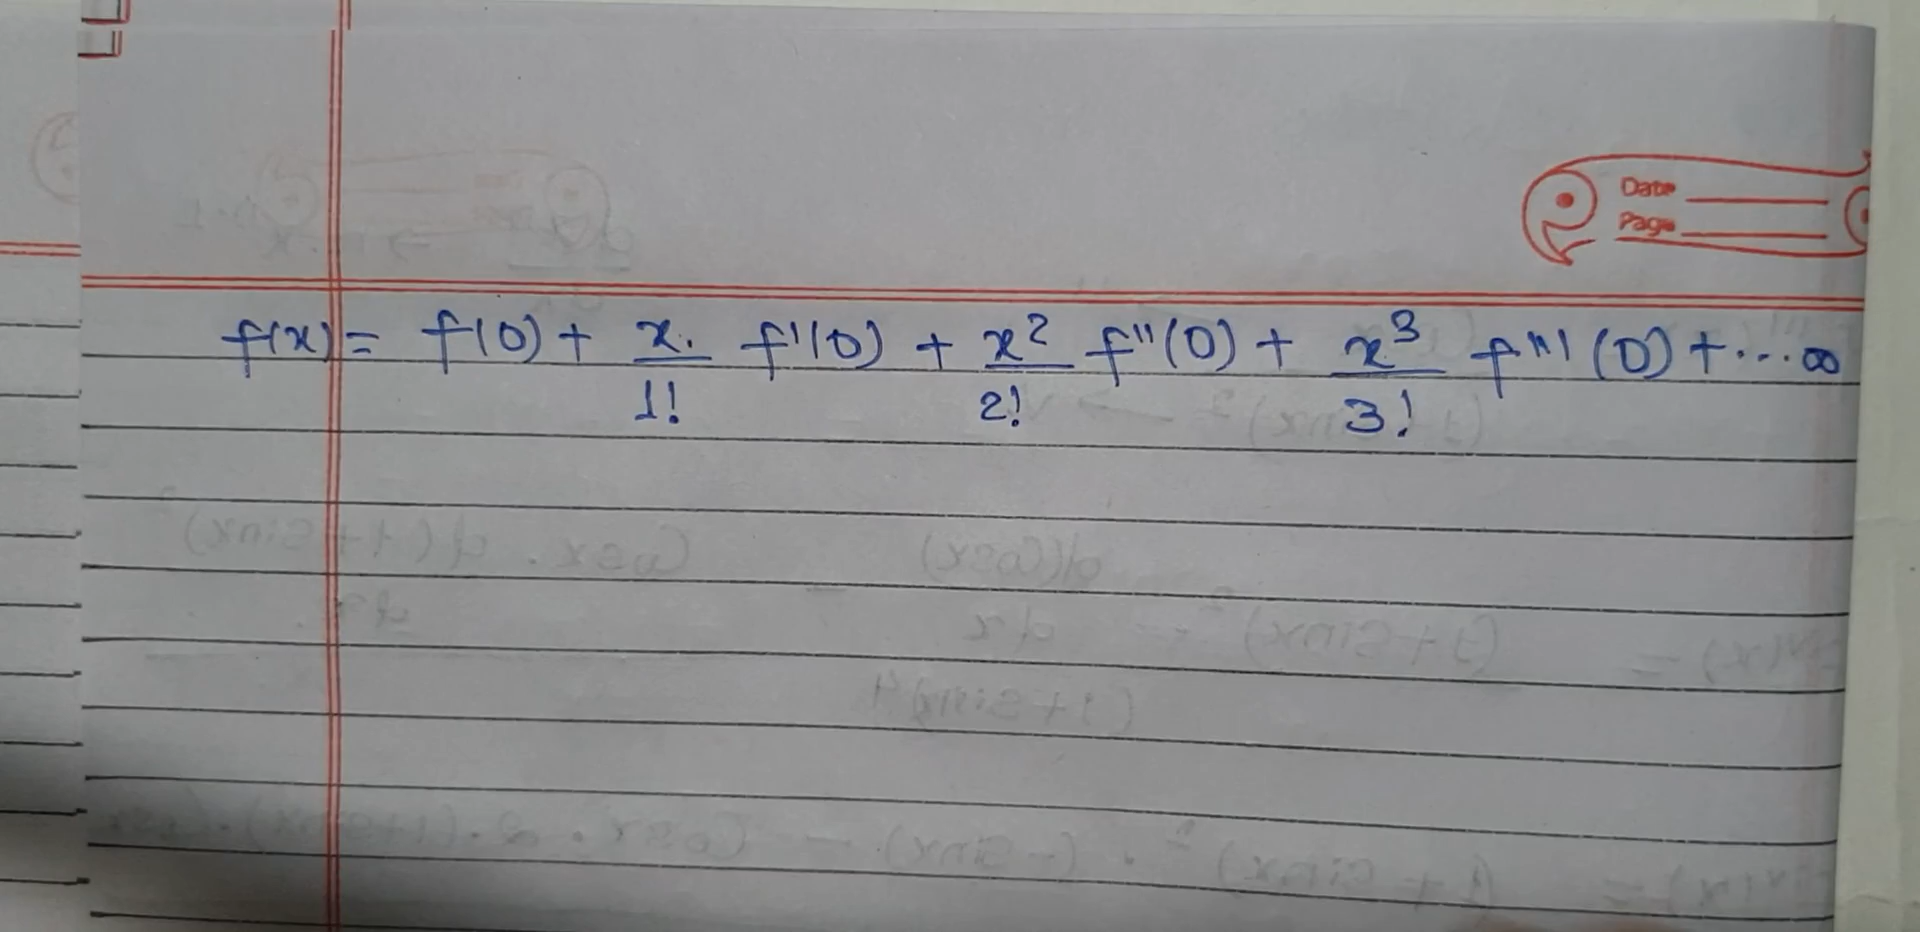 Date
Page
f(x) = f(0) + x. f'(0) + x² f''(0) + x³ f'''(0) + ... ∞
1! 2! 3!